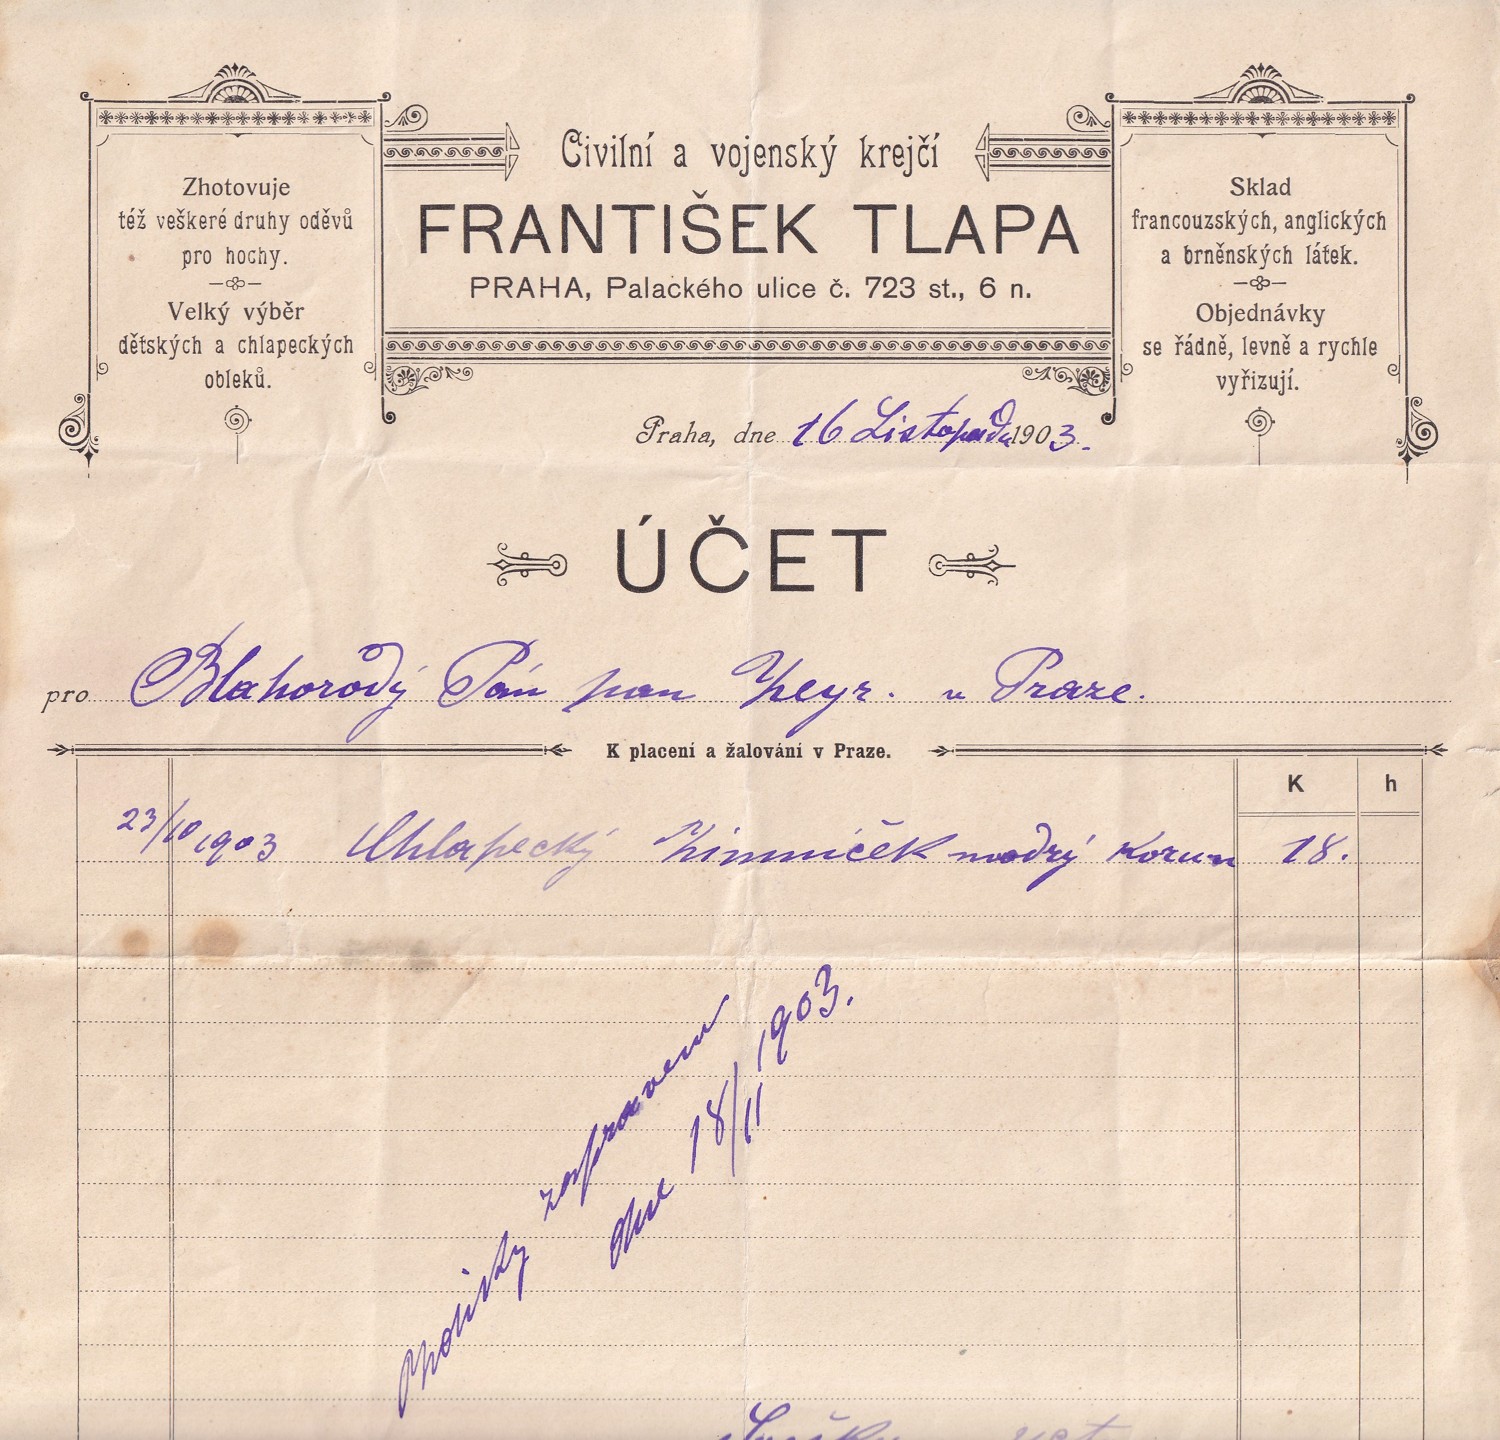 Zhotovuje
též veškeré druhy oděvů
pro hochy.
Velký výběr
dětských a chlapeckých
obleků.
Civilní a vojenský krejčí
FRANTIŠEK TLAPA
PRAHA, Palackého ulice č. 723 st., 6 n.
Sklad
francouzských, anglických
a brněnských látek.
Objednávky
se řádně, levně a rychle
vyřizují.
Praha, dne 16 Listopadu 1903.
ÚČET
pro Blahorodý Pán pan Heyr. v Praze.
K placení a žalování v Praze.
K h
23/10 1903 Chlapecký Zimníček modrý Korun 18.
zapraveno
dne 18/11 1903.